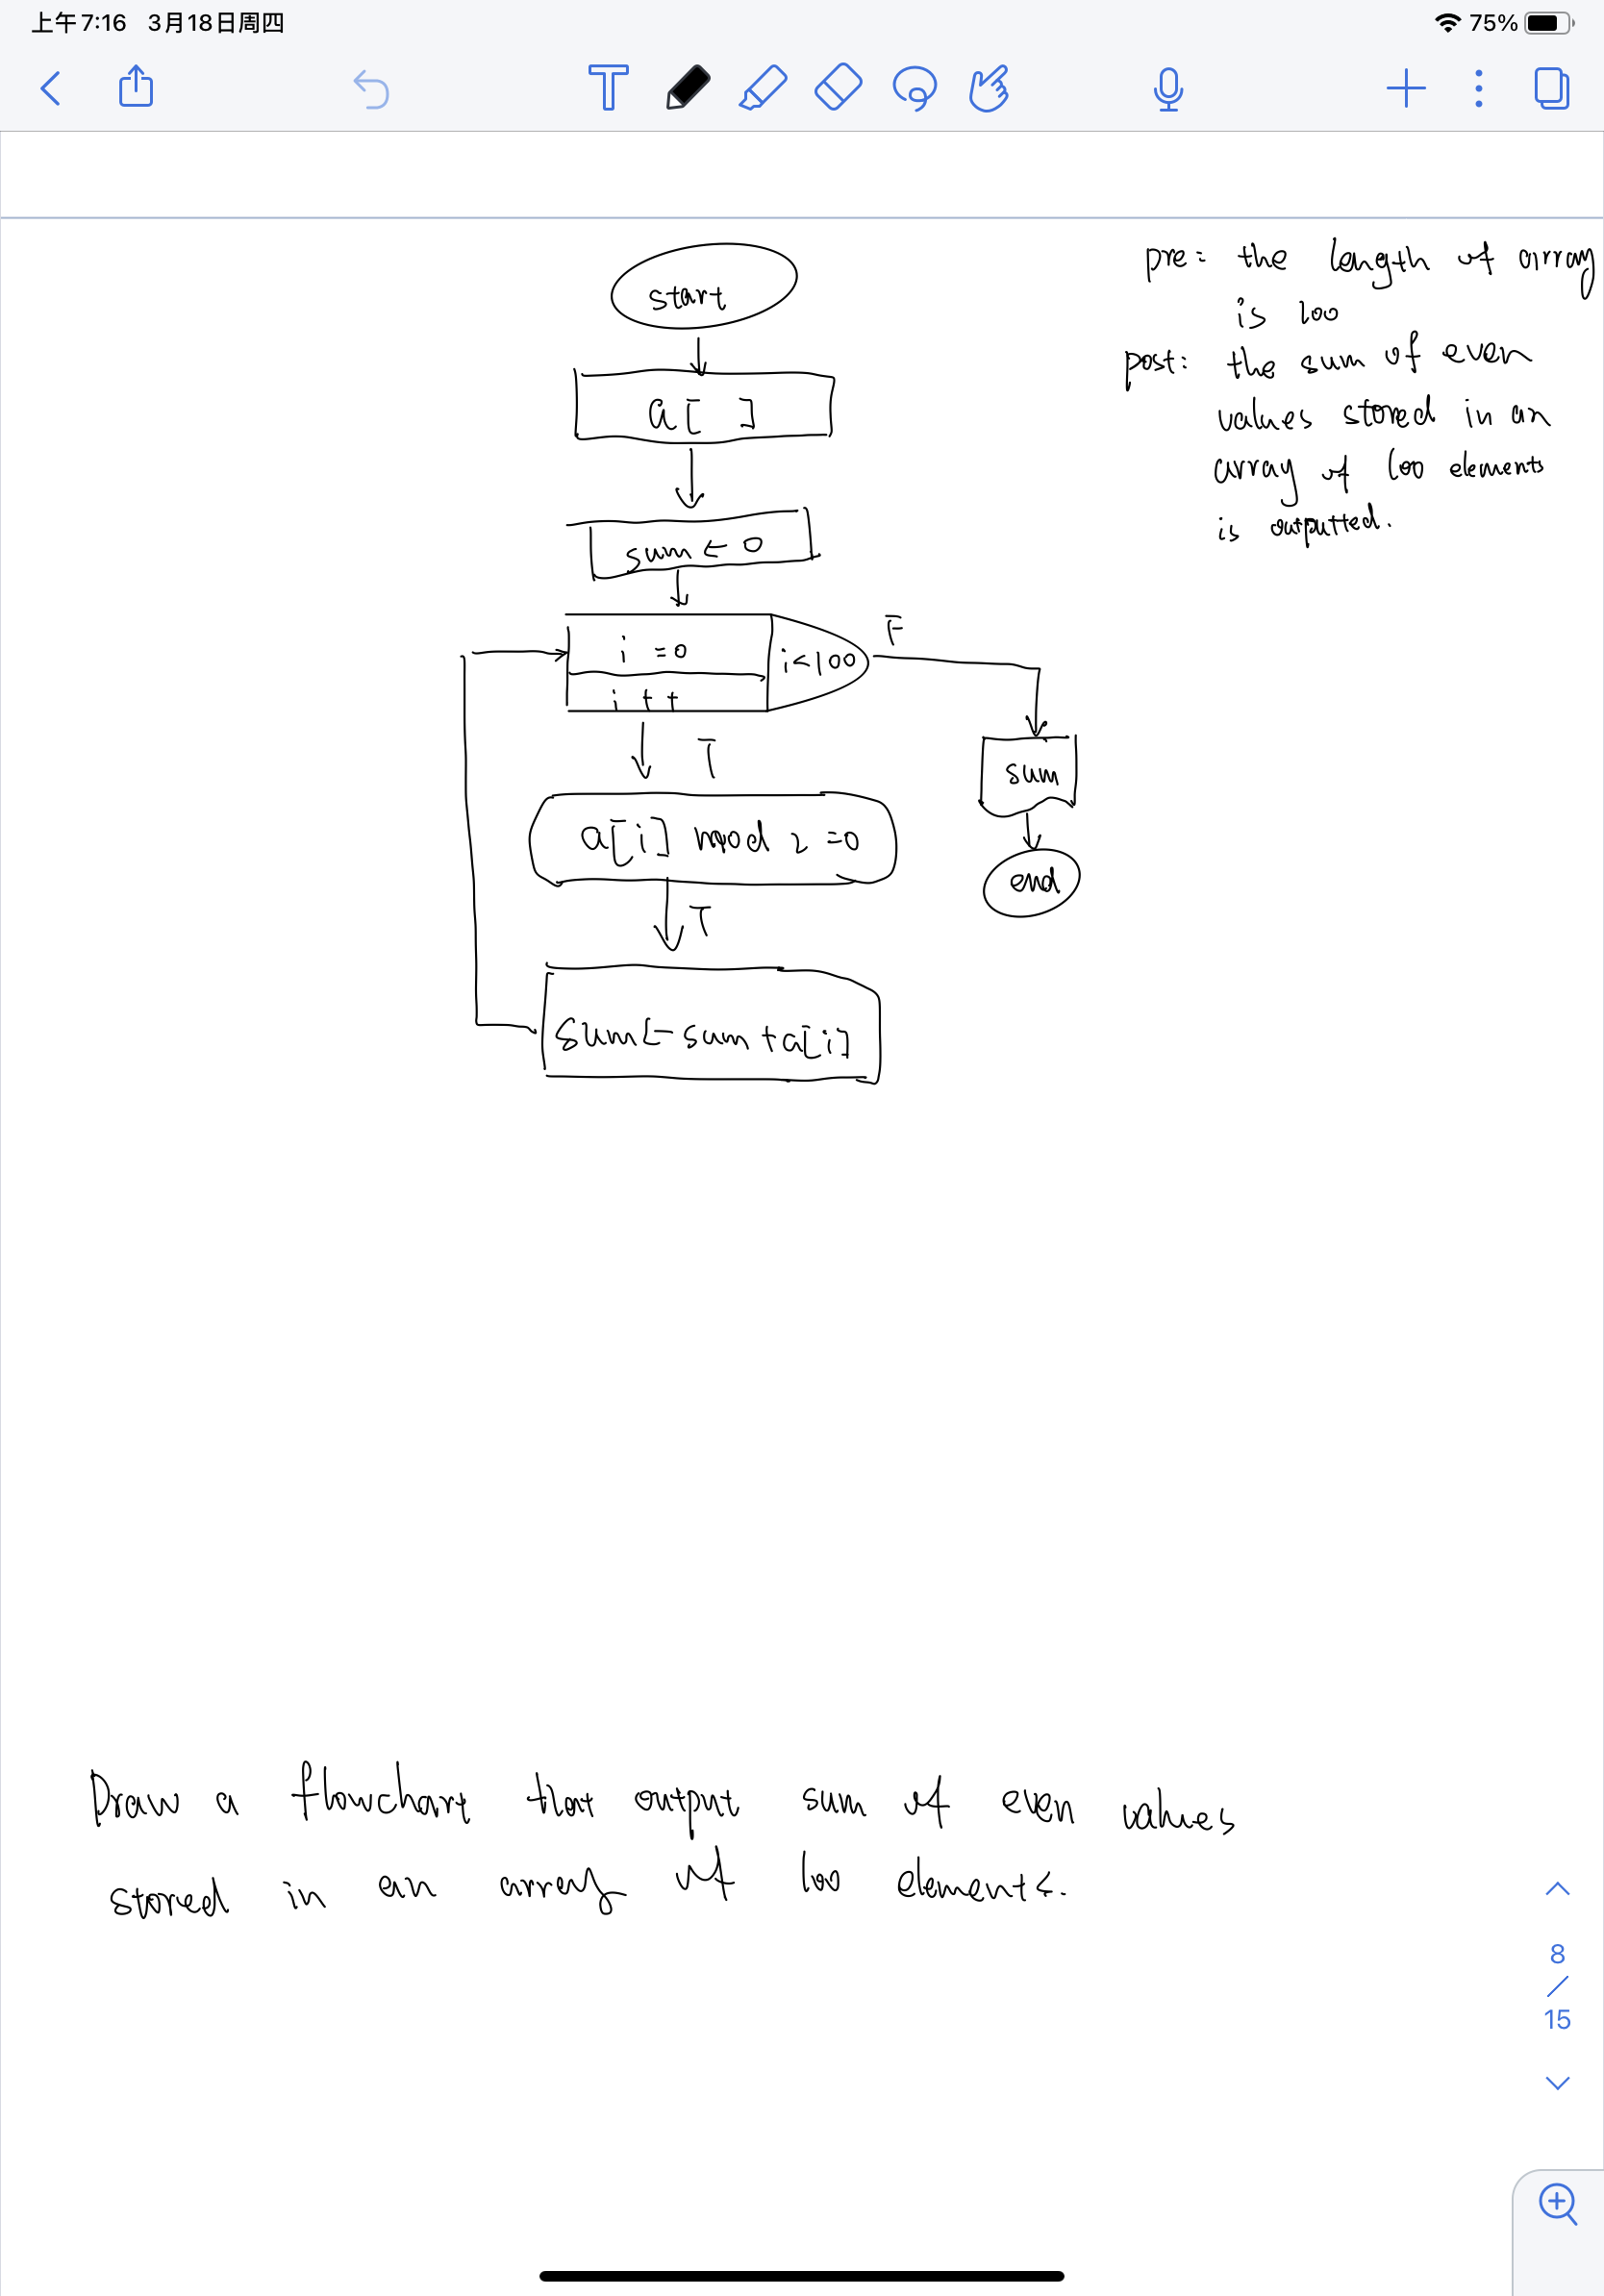 上午7:16 3月18日周四
75%
T
start
a[ ]
sum ← 0
i =0
i<100
F
i ++
T
sum
a[i] mod 2 =0
end
T
sum ← sum +a[i]
pre: the length of array
is 100
post: the sum of even
values stored in an
array of 100 elements
is outputted.
Draw a flowchart that output sum of even values
stored in an array of 100 elements.
8
/
15